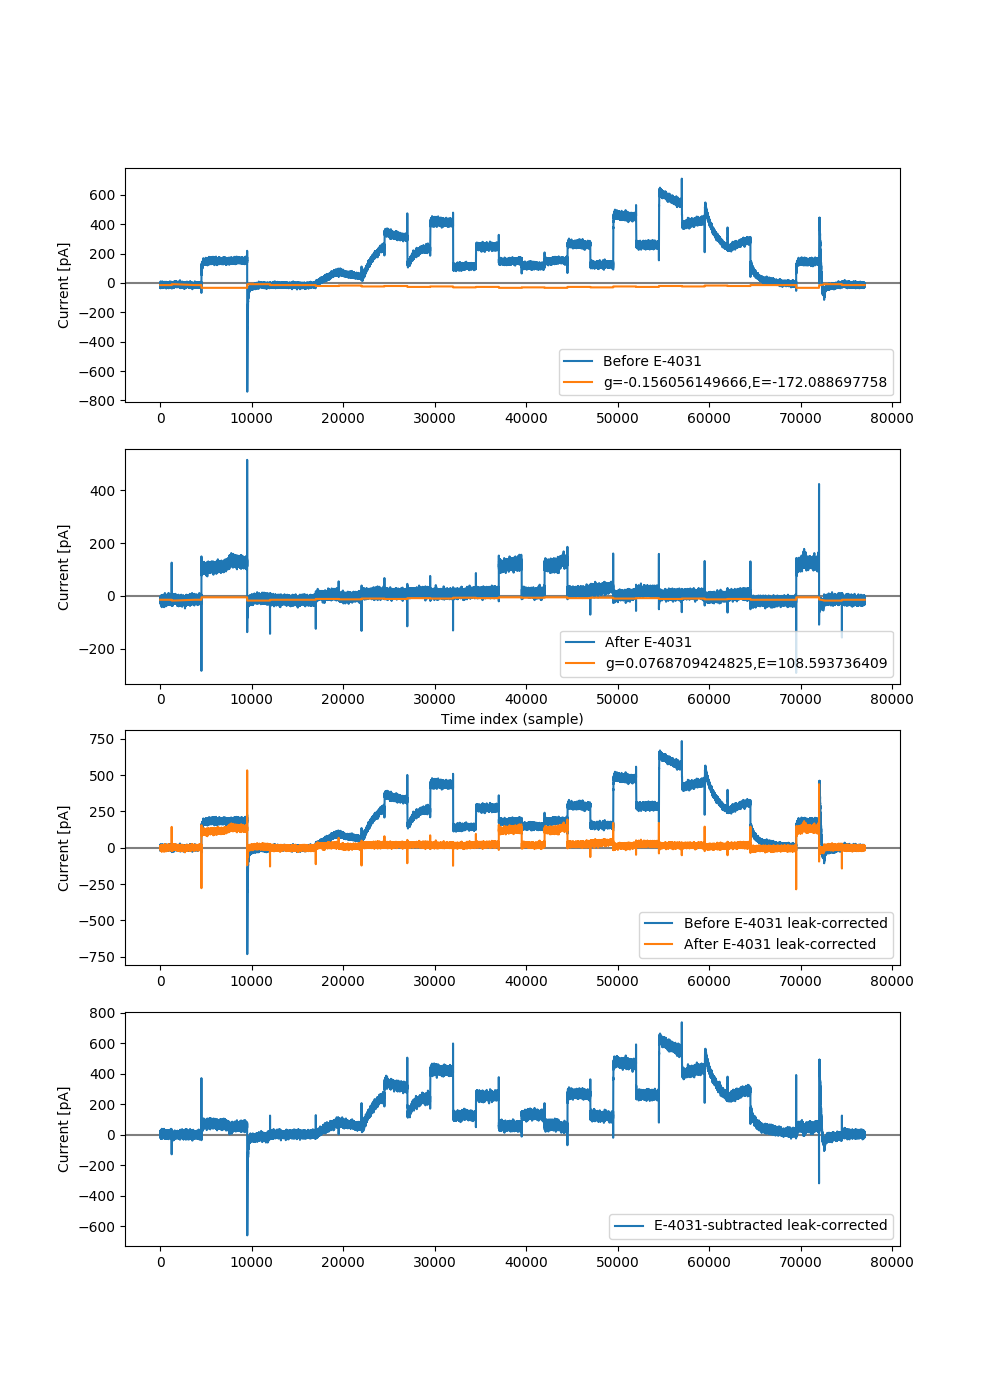 600
400
200
0
−200
−400
−600
−800
Current [pA]
Before E-4031
g=-0.156056149666,E=-172.088697758
0 10000 20000 30000 40000 50000 60000 70000 80000
400
200
0
−200
Current [pA]
After E-4031
g=0.0768709424825,E=108.593736409
0 10000 20000 30000 40000 50000 60000 70000 80000
Time index (sample)
750
500
250
0
−250
−500
−750
Current [pA]
Before E-4031 leak-corrected
After E-4031 leak-corrected
0 10000 20000 30000 40000 50000 60000 70000 80000
800
600
400
200
0
−200
−400
−600
Current [pA]
E-4031-subtracted leak-corrected
0 10000 20000 30000 40000 50000 60000 70000 80000